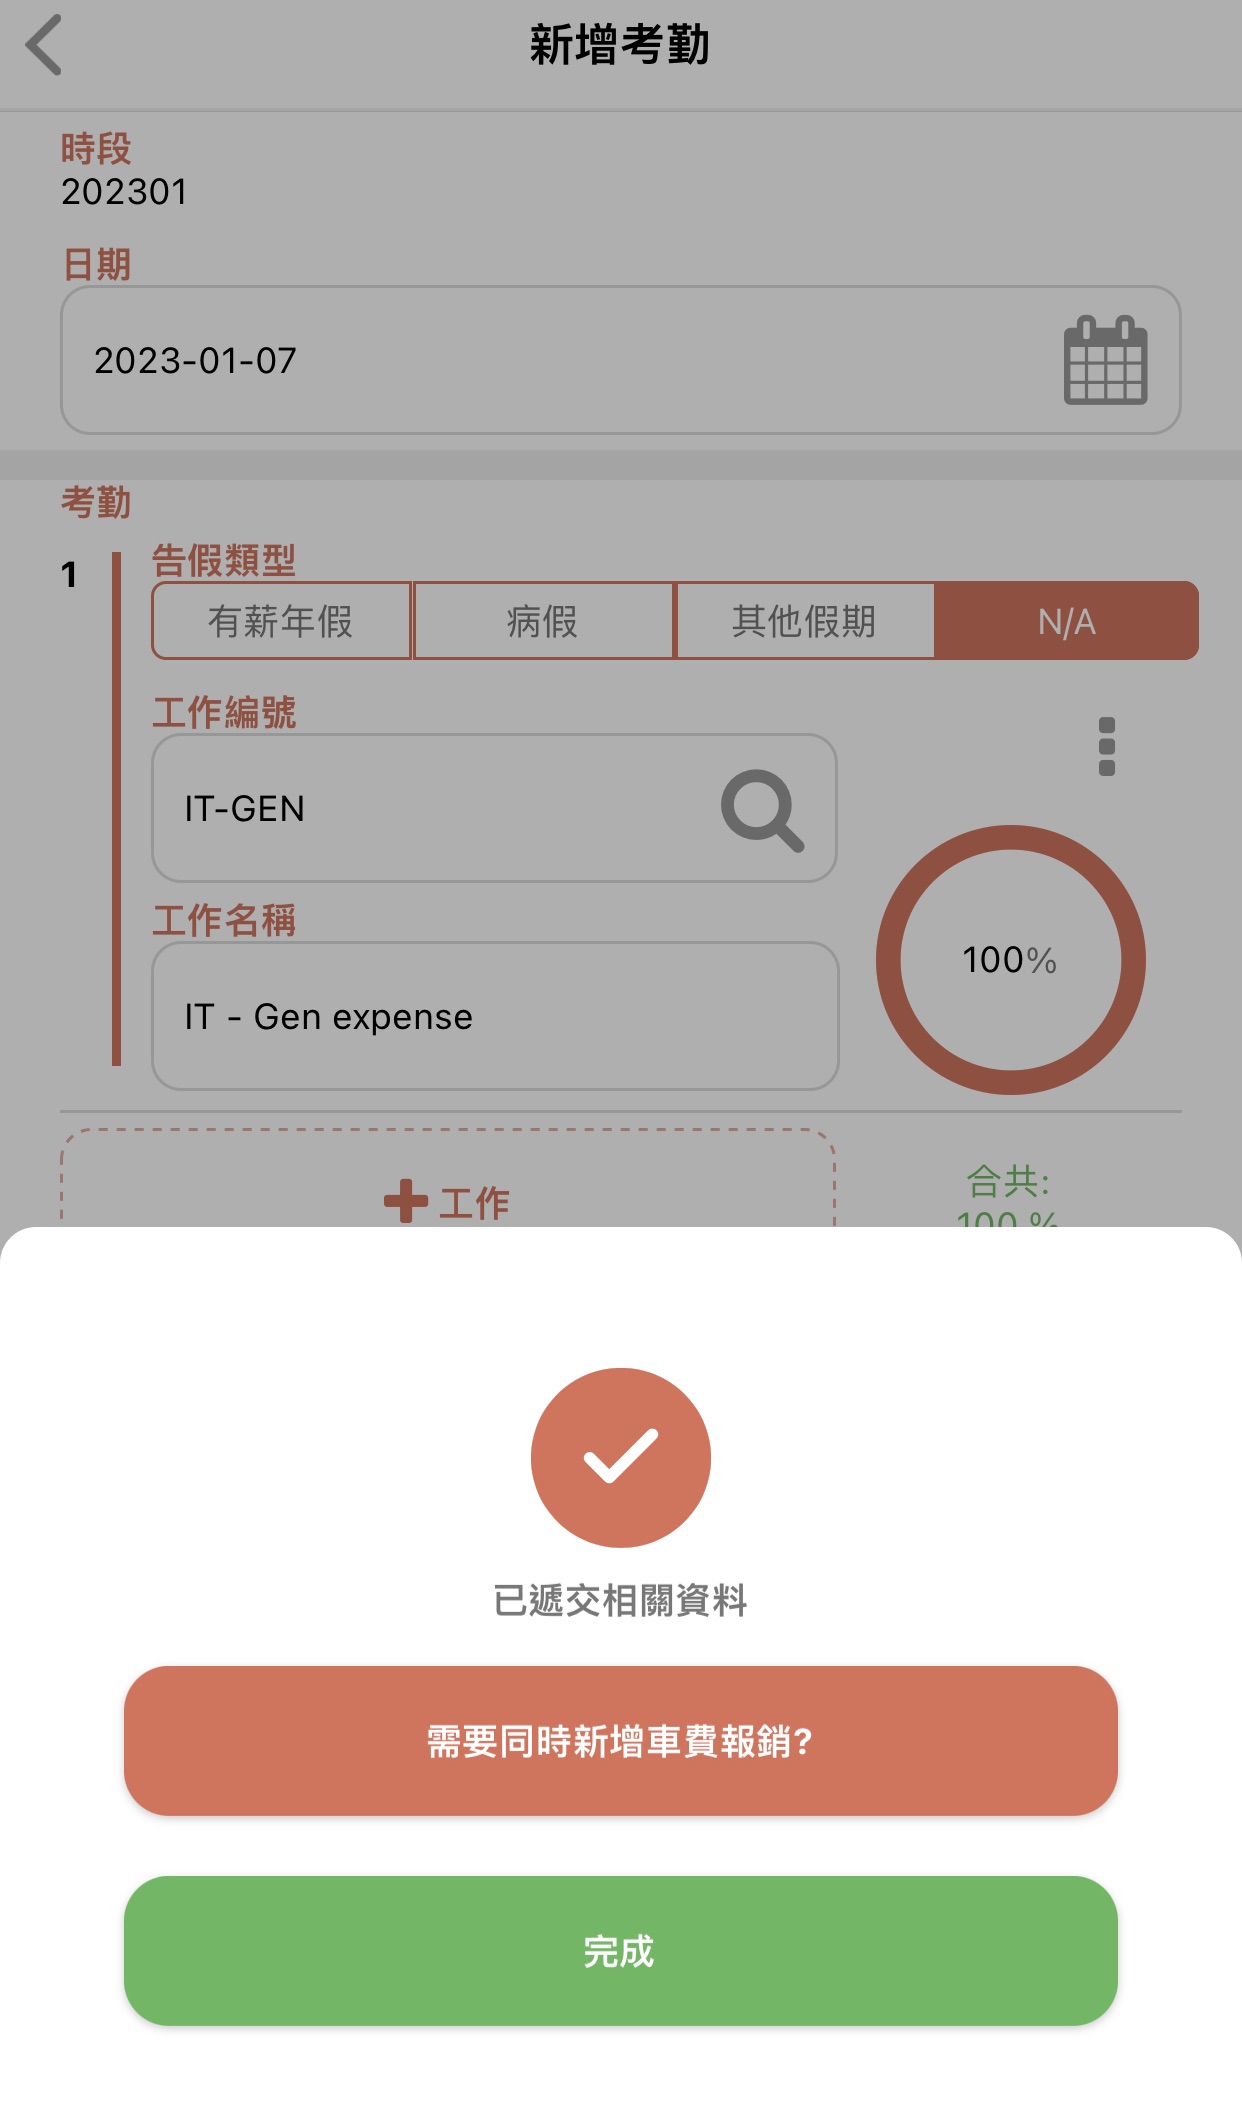 新增考勤
時段
202301
日期
2023-01-07
考勤
1
告假類型
有薪年假 病假 其他假期 N/A
工作編號
IT-GEN
工作名稱
IT - Gen expense
100%
工作
合共:
100 %
已遞交相關資料
需要同時新增車費報銷?
完成